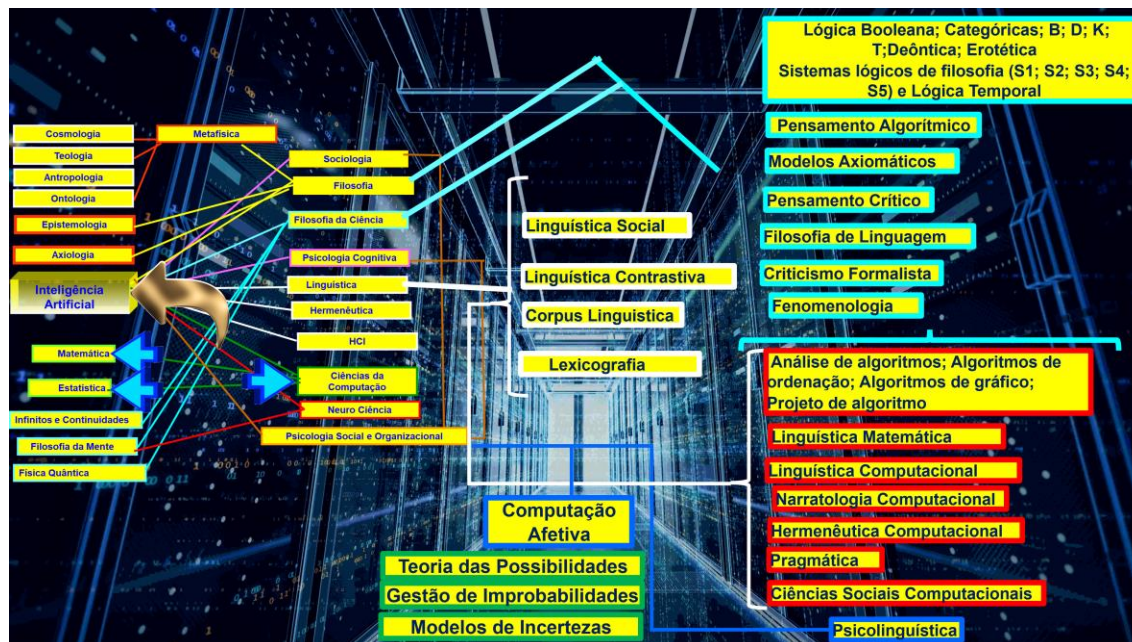 Lógica Booleana; Categóricas; B; D; K;
T;Deôntica; Erotética
Sistemas lógicos de filosofia (S1; S2; S3; S4;
S5) e Lógica Temporal
Cosmologia
Teologia
Antropologia
Ontologia
Epistemologia
Axiologia
Inteligência
Artificial
Matemática
Estatística
Infinitos e Continuidades
Filosofia da Mente
Física Quântica
Metafísica
Sociologia
Filosofia
Filosofia da Ciência
Psicologia Cognitiva
Linguística
Hermenéutica
HCI
Ciências da
Computação
Neuro Ciência
Psicologia Social e Organizacional
Linguística Social
Linguística Contrastiva
Corpus Linguistica
Lexicografia
Computação
Afetiva
Teoria das Possibilidades
Gestão de Improbabilidades
Modelos de Incertezas
Pensamento Algorítmico
Modelos Axiomáticos
Pensamento Crítico
Filosofia de Linguagem
Criticismo Formalista
Fenomenologia
Análise de algoritmos; Algoritmos de
ordenação; Algoritmos de gráfico;
Projeto de algoritmo
Linguística Matemática
Linguística Computacional
Narratologia Computacional
Hermenêutica Computacional
Pragmática
Ciências Sociais Computacionais
Psicolinguística